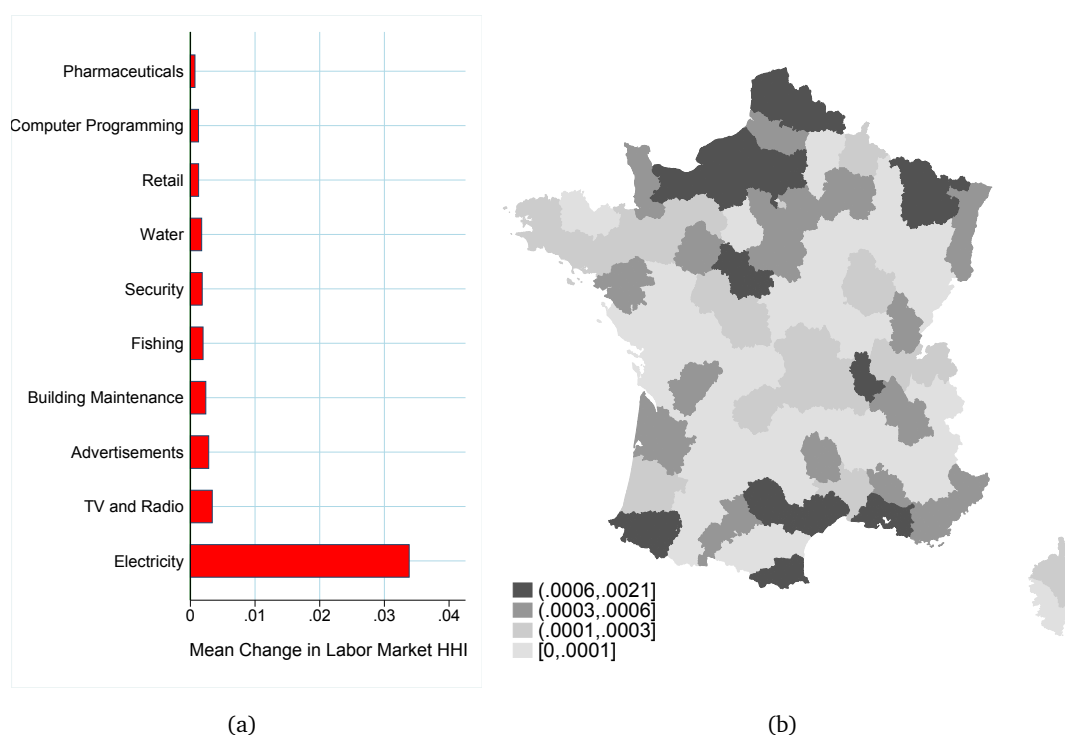 Pharmaceuticals
Computer Programming
Retail
Water
Security
Fishing
Building Maintenance
Advertisements
TV and Radio
Electricity
0 .01 .02 .03 .04
Mean Change in Labor Market HHI
(a)
(.0006,.0021]
(.0003,.0006]
(.0001,.0003]
[0,.0001]
(b)